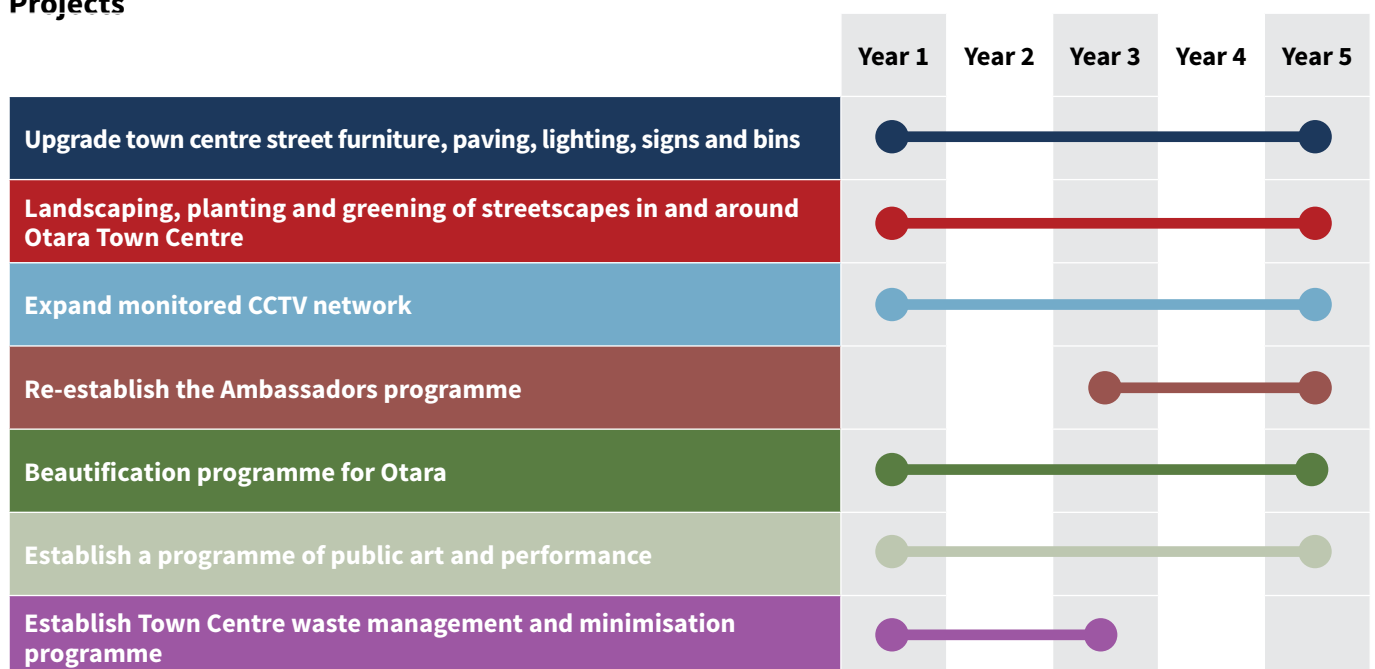 Projects
Year 1 Year 2 Year 3 Year 4 Year 5
Upgrade town centre street furniture, paving, lighting, signs and bins
Landscaping, planting and greening of streetscapes in and around
Otara Town Centre
Expand monitored CCTV network
Re-establish the Ambassadors programme
Beautification programme for Otara
Establish a programme of public art and performance
Establish Town Centre waste management and minimisation
programme